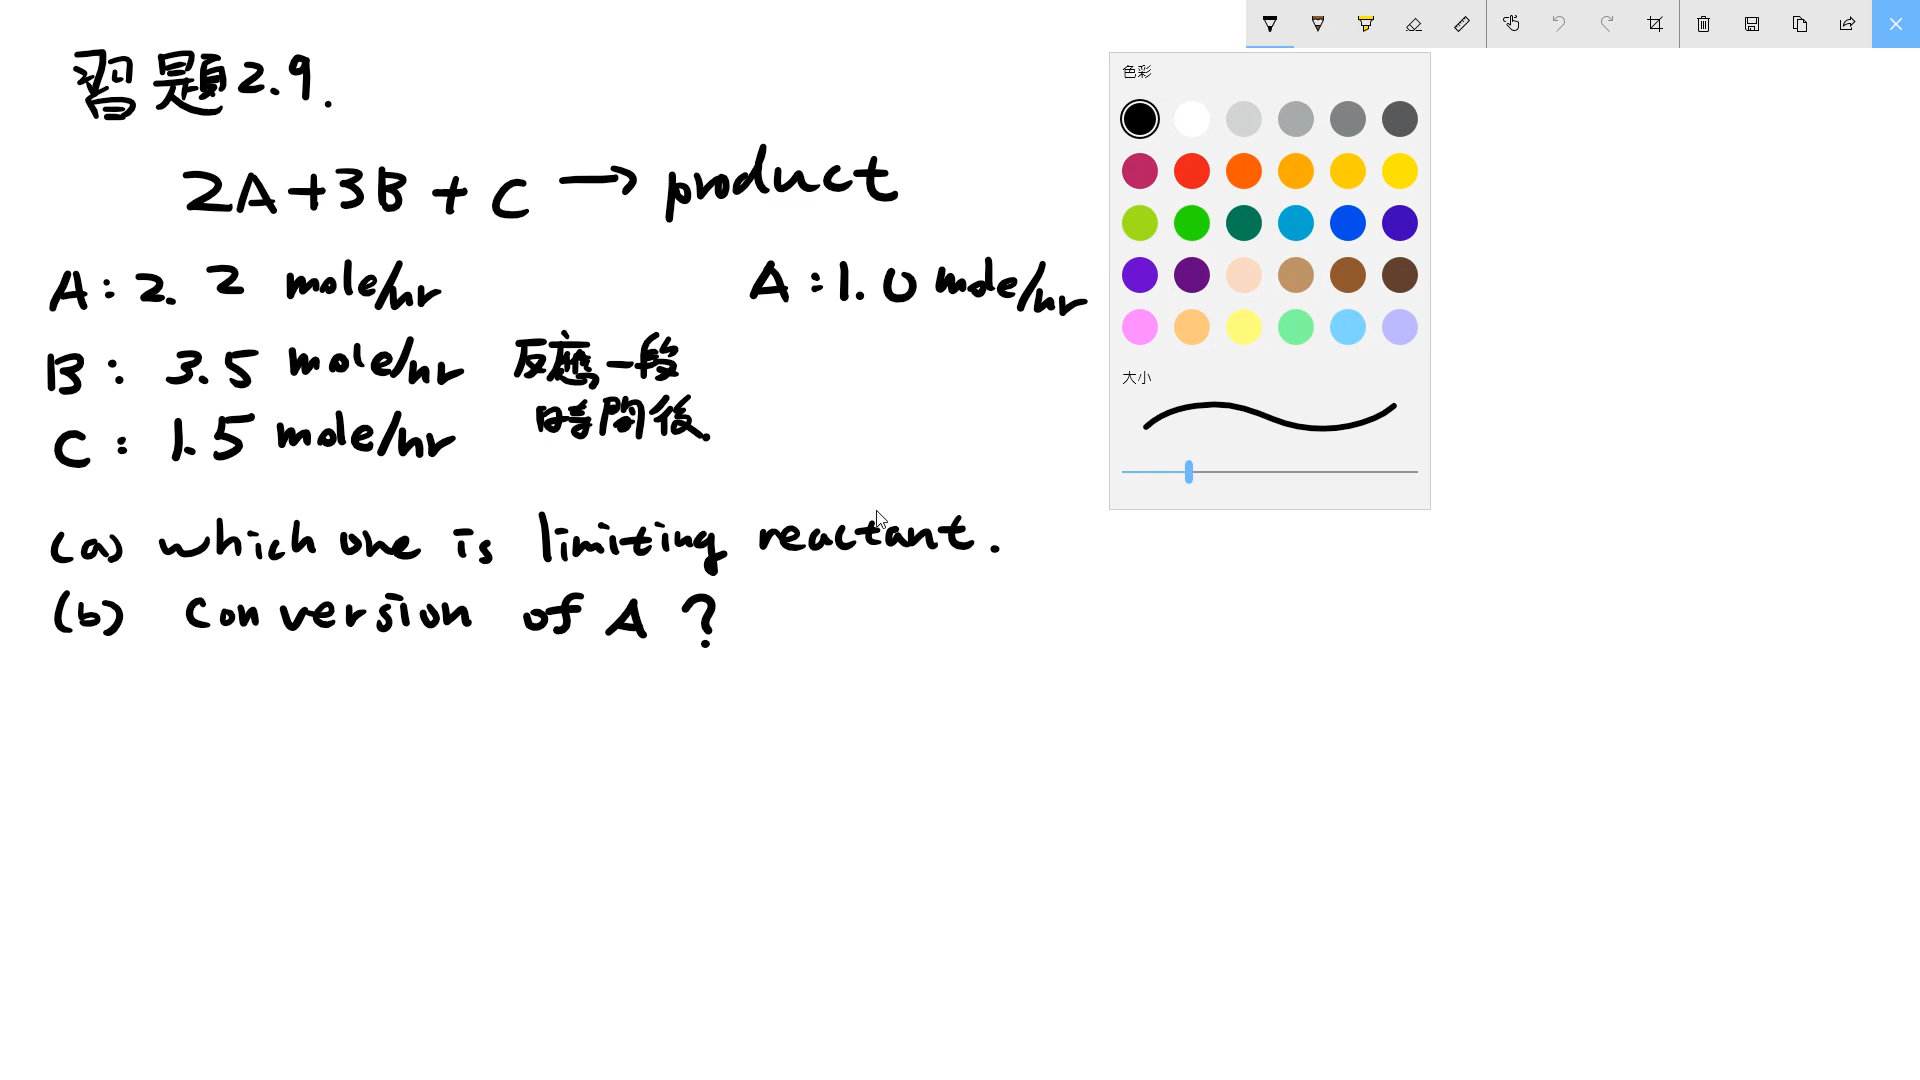 習題2.9.
2A+3B+C→product
A:2.2 mole/hr
A:1.0 mole/hr
B: 3.5 mole/hr
反應一段
時間後.
C: 1.5 mole/hr
(a) which one is limiting reactant.
(b) conversion of A?
色彩
大小